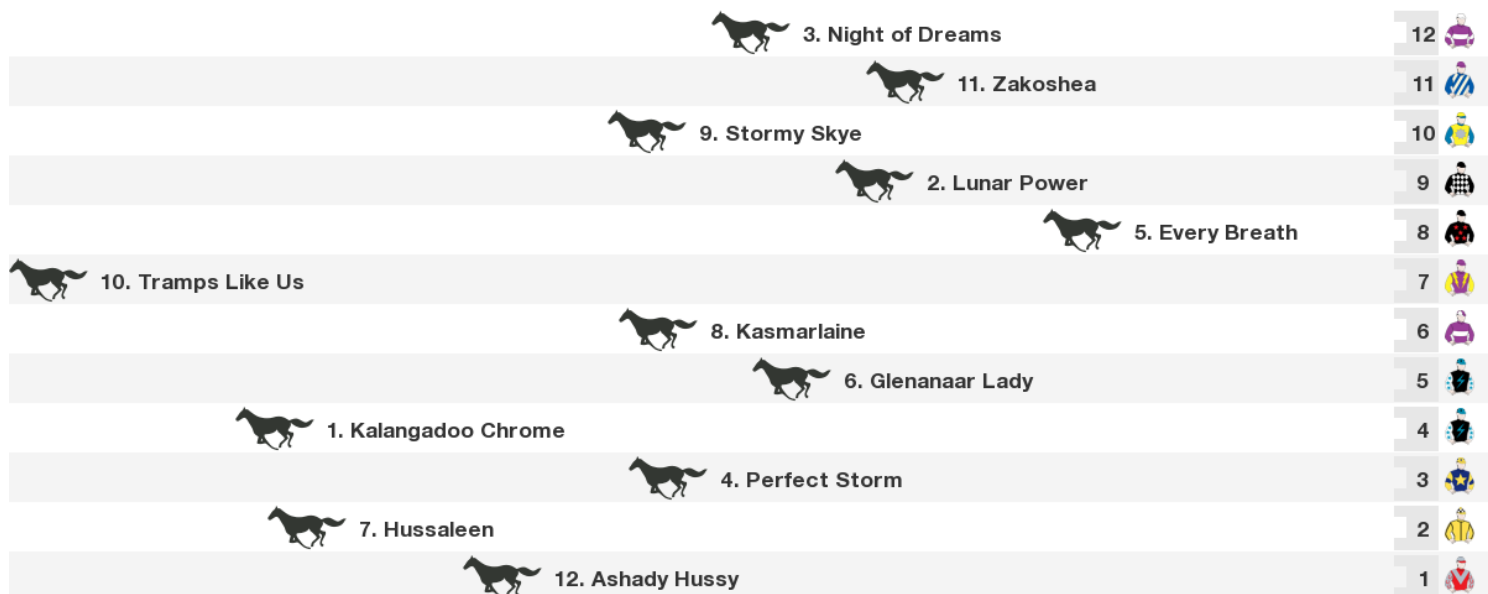 3. Night of Dreams 12
11. Zakoshea 11
9. Stormy Skye 10
2. Lunar Power 9
5. Every Breath 8
10. Tramps Like Us 7
8. Kasmarlaine 6
6. Glenanaar Lady 5
1. Kalangadoo Chrome 4
4. Perfect Storm 3
7. Hussaleen 2
12. Ashady Hussy 1